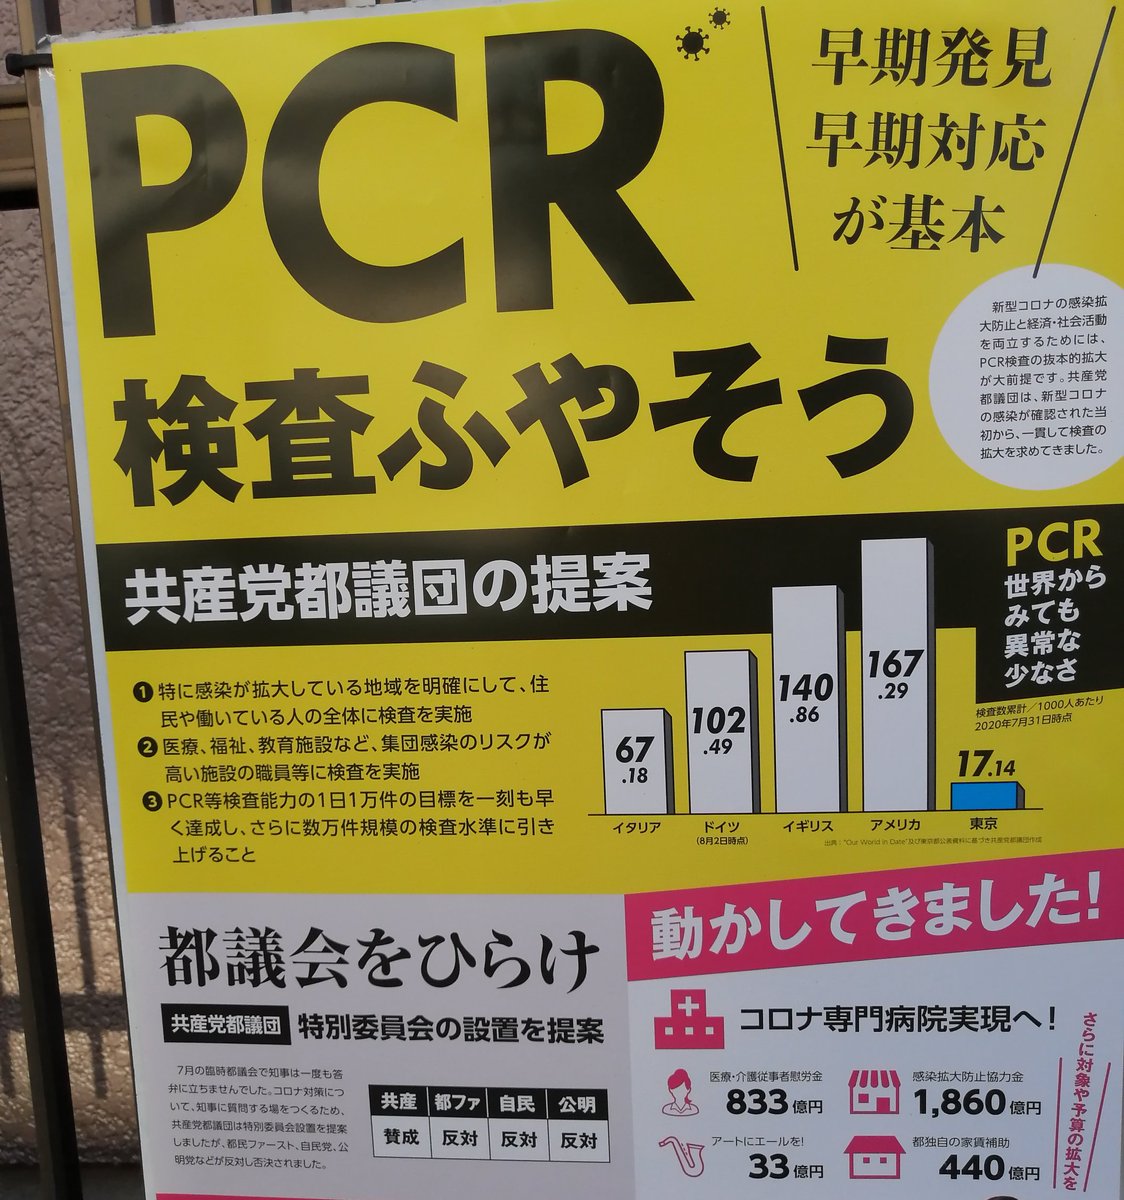 PCR
検査ふやそう
早期発見
早期対応
が基本
新型コロナの感染拡
大防止と経済・社会活動
を両立するためには、
PCR検査の抜本的拡大
が大前提です。共産党
都議団は、新型コロナ
の感染が確認された当
初から、一貫して検査の
拡大を求めてきました。
共産党都議団の提案
❶特に感染が拡大している地域を明確にして、住
民や働いている人の全体に検査を実施
❷医療、福祉、教育施設など、集団感染のリスクが
高い施設の職員等に検査を実施
❸PCR等検査能力の1日1万件の目標を一刻も早
く達成し、さらに数万件規模の検査水準に引き
上げること
PCR
世界から
みても
異常な
少なさ
検査数累計／1000人あたり
2020年7月31日時点
67.18
102.49
140.86
167.29
17.14
イタリア
ドイツ
(8月2日時点)
イギリス
アメリカ
東京
出典："Our World in Date"及び東京都公表資料に基づき共産党都議団作成
都議会をひらけ
共産党都議団 特別委員会の設置を提案
7月の臨時都議会で知事は一度も答
弁に立ちませんでした。コロナ対策につ
いて、知事に質問する場をつくるため、
共産党都議団は特別委員会設置を提案
しましたが、都民ファースト、自民党、公
明党などが反対し否決されました。
共産 都ファ 自民 公明
賛成 反対 反対 反対
動かしてきました！
コロナ専門病院実現へ！
医療・介護従事者慰労金
833億円
感染拡大防止協力金
1,860億円
アートにエールを！
33億円
都独自の家賃補助
440億円
さらに対象や予算の拡大を